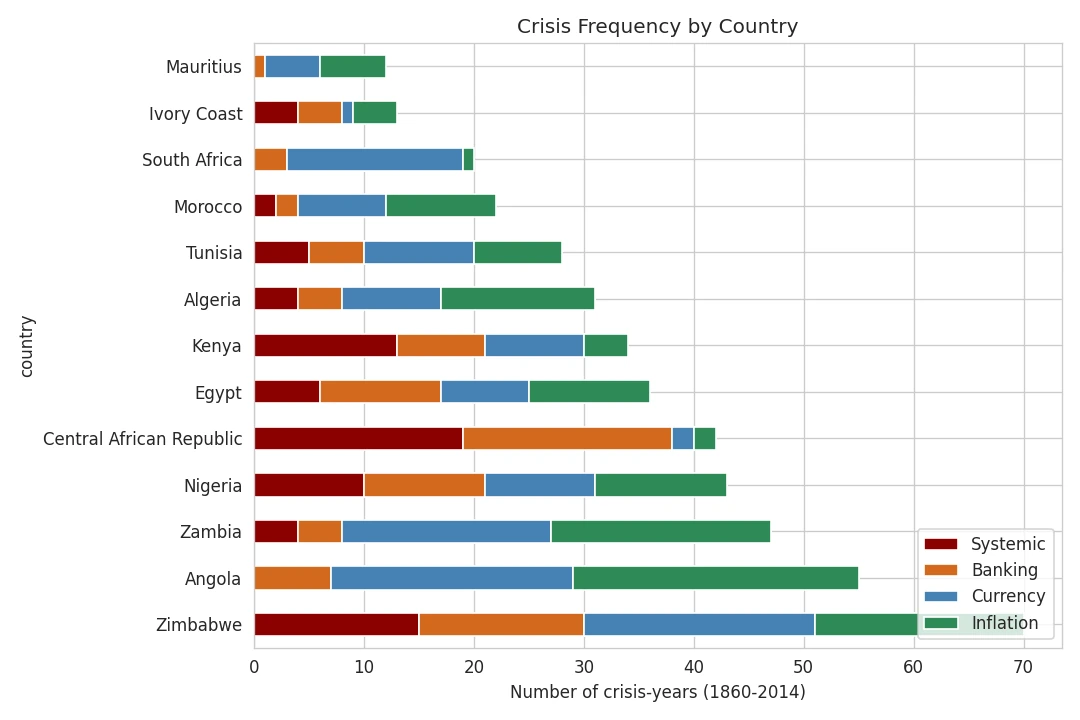 Crisis Frequency by Country
country
Mauritius
Ivory Coast
South Africa
Morocco
Tunisia
Algeria
Kenya
Egypt
Central African Republic
Nigeria
Zambia
Angola
Zimbabwe
Systemic
Banking
Currency
Inflation
0 10 20 30 40 50 60 70
Number of crisis-years (1860-2014)